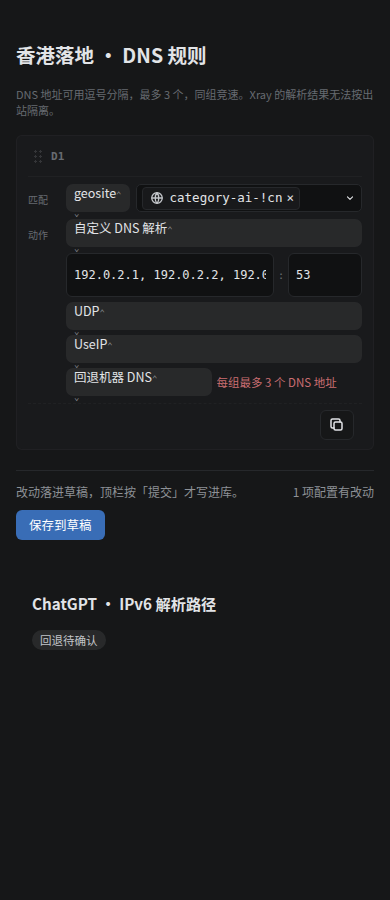 香港落地 · DNS 规则
DNS 地址可用逗号分隔，最多 3 个，同组竞速。Xray 的解析结果无法按出
站隔离。
D1
匹配 geosite category-ai-!cn ×
动作 自定义 DNS 解析
192.0.2.1, 192.0.2.2, 192.0 : 53
UDP
UseIP
回退机器 DNS 每组最多 3 个 DNS 地址
改动落进草稿，顶栏按「提交」才写进库。 1 项配置有改动
保存到草稿
ChatGPT · IPv6 解析路径
回退待确认